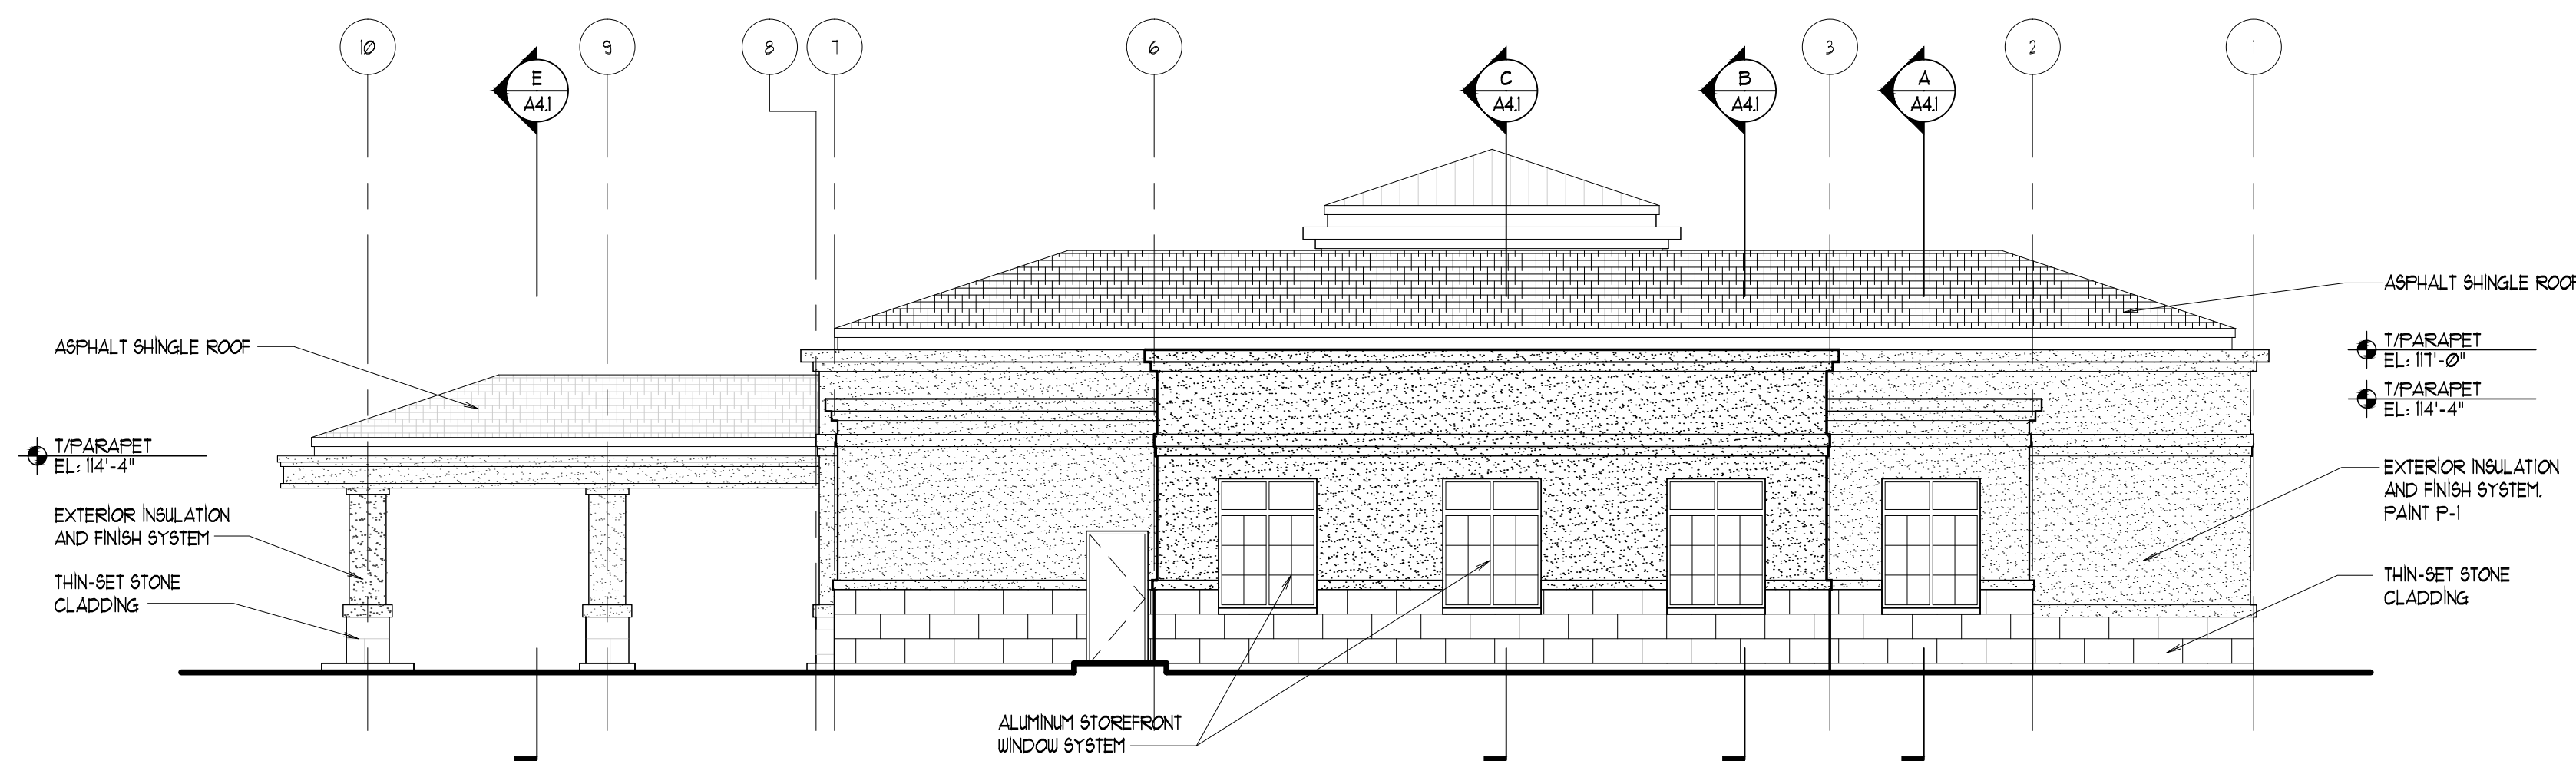 10
9
8
7
6
3
2
1
E
A4.1
C
A4.1
B
A4.1
A
A4.1
ASPHALT SHINGLE ROOF
T/PARAPET
EL: 114'-4"
EXTERIOR INSULATION
AND FINISH SYSTEM
THIN-SET STONE
CLADDING
ALUMINUM STOREFRONT
WINDOW SYSTEM
ASPHALT SHINGLE ROOF
T/PARAPET
EL: 117'-0"
T/PARAPET
EL: 114'-4"
EXTERIOR INSULATION
AND FINISH SYSTEM.
PAINT P-1
THIN-SET STONE
CLADDING